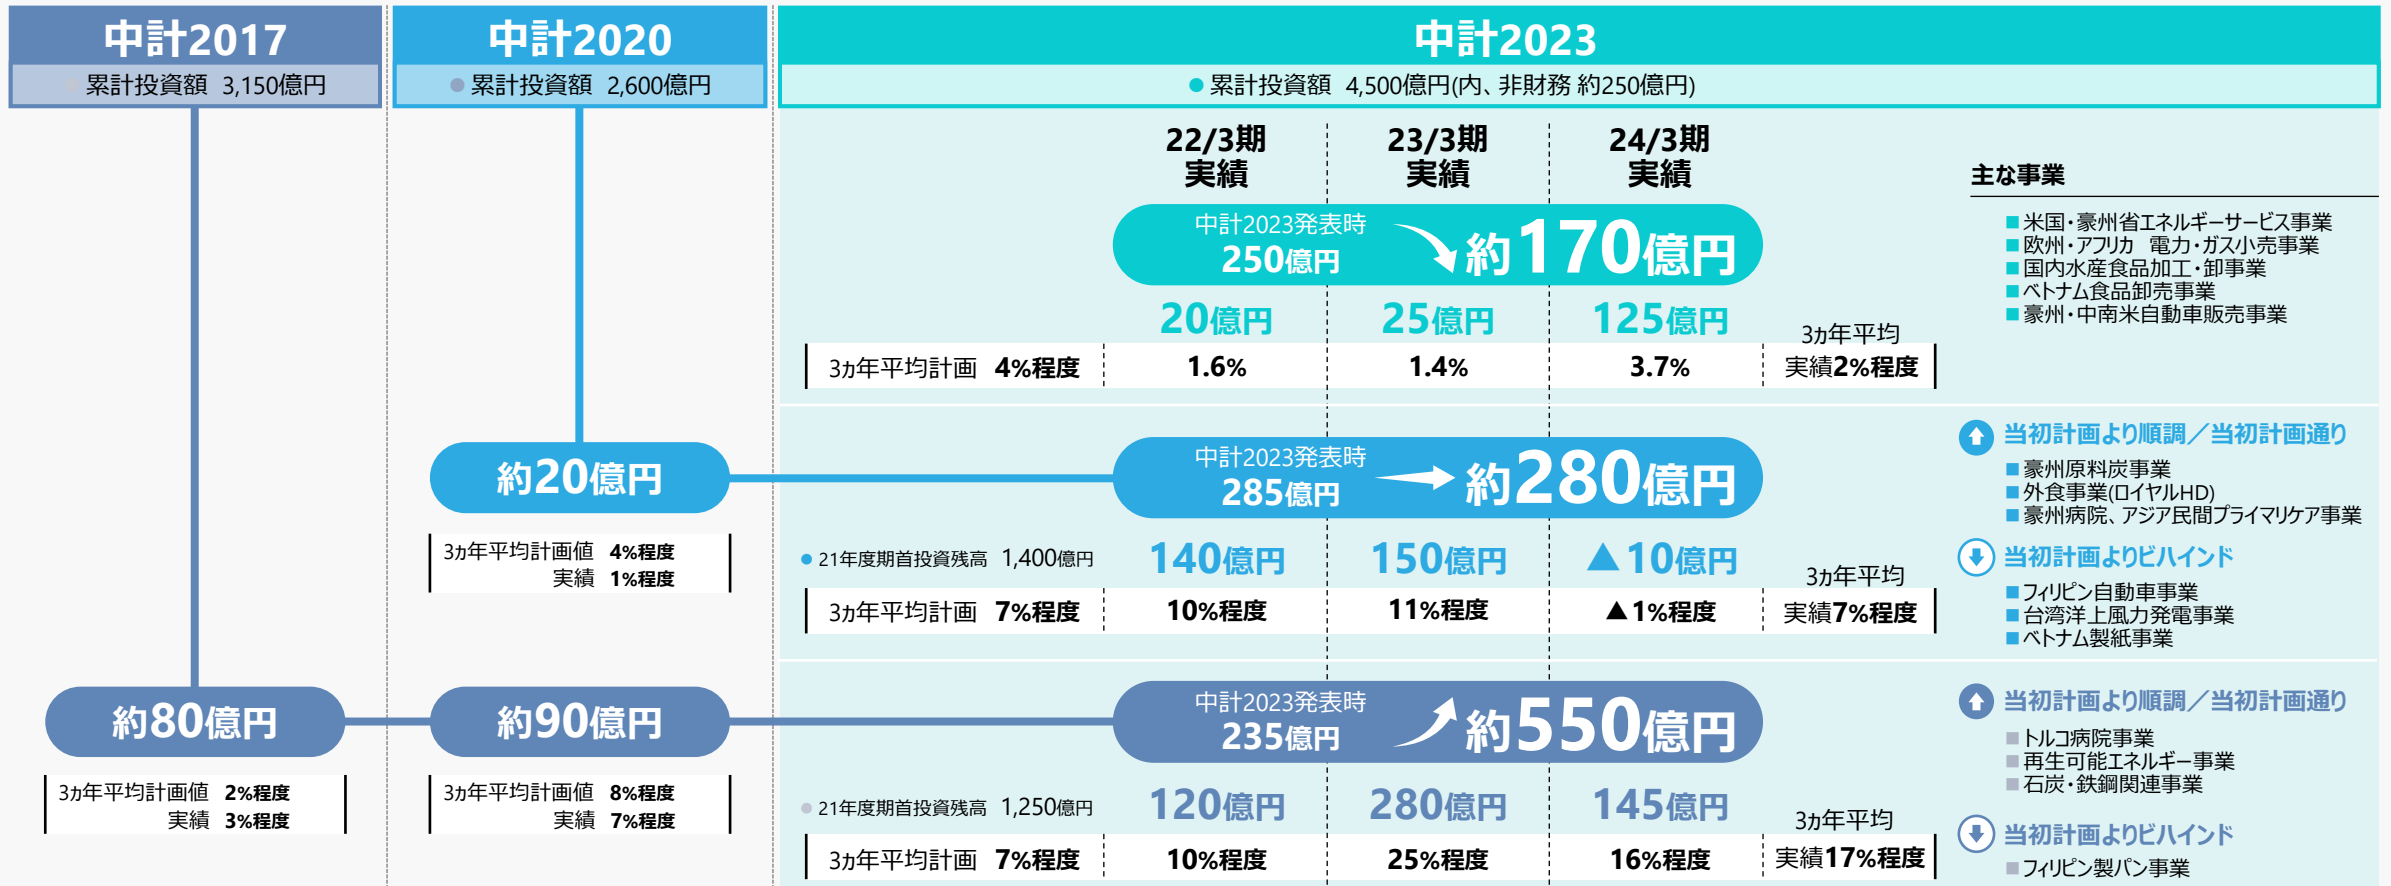 中計2017
累計投資額 3,150億円
中計2020
累計投資額 2,600億円
中計2023
累計投資額 4,500億円(内、非財務 約250億円)
22/3期
実績
23/3期
実績
24/3期
実績
中計2023発表時
250億円
約170億円
20億円 25億円 125億円
3ヵ年平均計画 4%程度 1.6% 1.4% 3.7%
3ヵ年平均
実績2%程度
主な事業
米国・豪州省エネルギーサービス事業
欧州・アフリカ 電力・ガス小売事業
国内水産食品加工・卸事業
ベトナム食品卸売事業
豪州・中南米自動車販売事業
約20億円
3ヵ年平均計画値 4%程度
実績 1%程度
中計2023発表時
285億円
約280億円
21年度期首投資残高 1,400億円 140億円 150億円 ▲10億円
3ヵ年平均計画 7%程度 10%程度 11%程度 ▲1%程度
3ヵ年平均
実績7%程度
当初計画より順調／当初計画通り
豪州原料炭事業
外食事業(ロイヤルHD)
豪州病院、アジア民間プライマリケア事業
当初計画よりビハインド
フィリピン自動車事業
台湾洋上風力発電事業
ベトナム製紙事業
約80億円
3ヵ年平均計画値 2%程度
実績 3%程度
約90億円
3ヵ年平均計画値 8%程度
実績 7%程度
中計2023発表時
235億円
約550億円
21年度期首投資残高 1,250億円 120億円 280億円 145億円
3ヵ年平均計画 7%程度 10%程度 25%程度 16%程度
3ヵ年平均
実績17%程度
当初計画より順調／当初計画通り
トルコ病院事業
再生可能エネルギー事業
石炭・鉄鋼関連事業
当初計画よりビハインド
フィリピン製パン事業